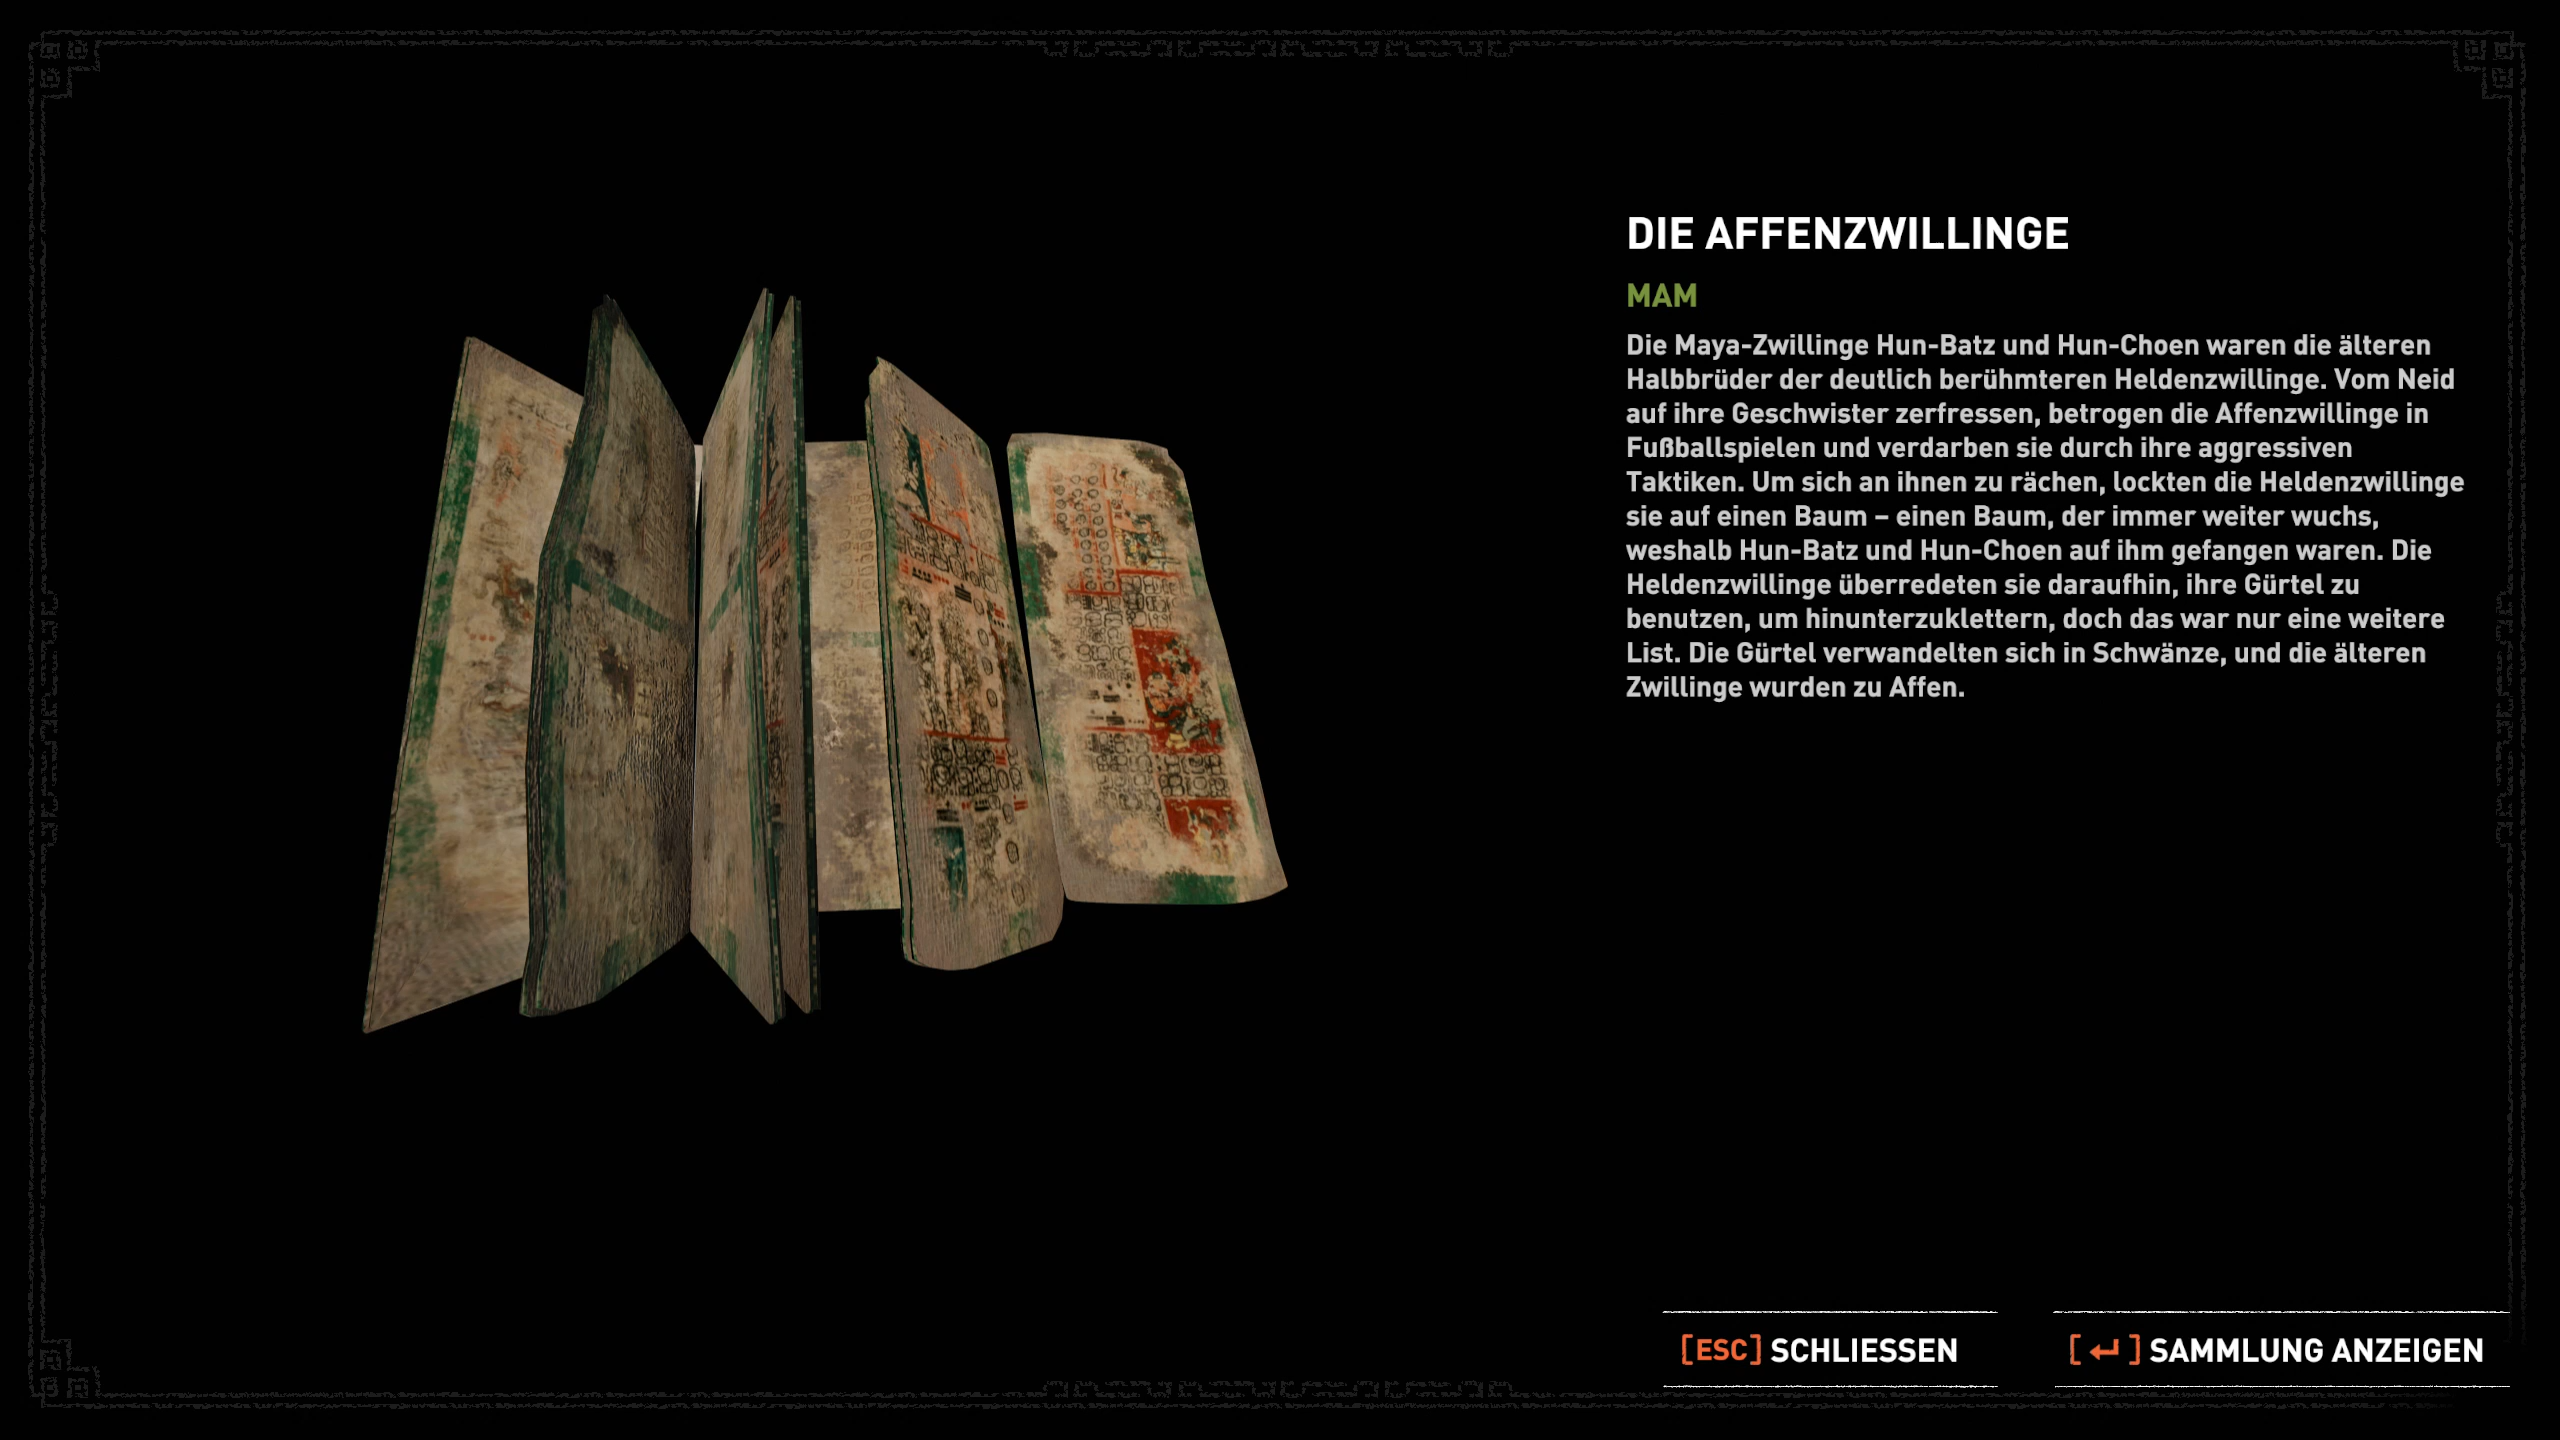 DIE AFFENZWILLINGE
MAM
Die Maya-Zwillinge Hun-Batz und Hun-Choen waren die älteren
Halbbrüder der deutlich berühmteren Heldenzwillinge. Vom Neid
auf ihre Geschwister zerfressen, betrogen die Affenzwillinge in
Fußballspielen und verdarben sie durch ihre aggressiven
Taktiken. Um sich an ihnen zu rächen, lockten die Heldenzwillinge
sie auf einen Baum – einen Baum, der immer weiter wuchs,
weshalb Hun-Batz und Hun-Choen auf ihm gefangen waren. Die
Heldenzwillinge überredeten sie daraufhin, ihre Gürtel zu
benutzen, um hinunterzuklettern, doch das war nur eine weitere
List. Die Gürtel verwandelten sich in Schwänze, und die älteren
Zwillinge wurden zu Affen.
[ESC] SCHLIESSEN
[↵] SAMMLUNG ANZEIGEN